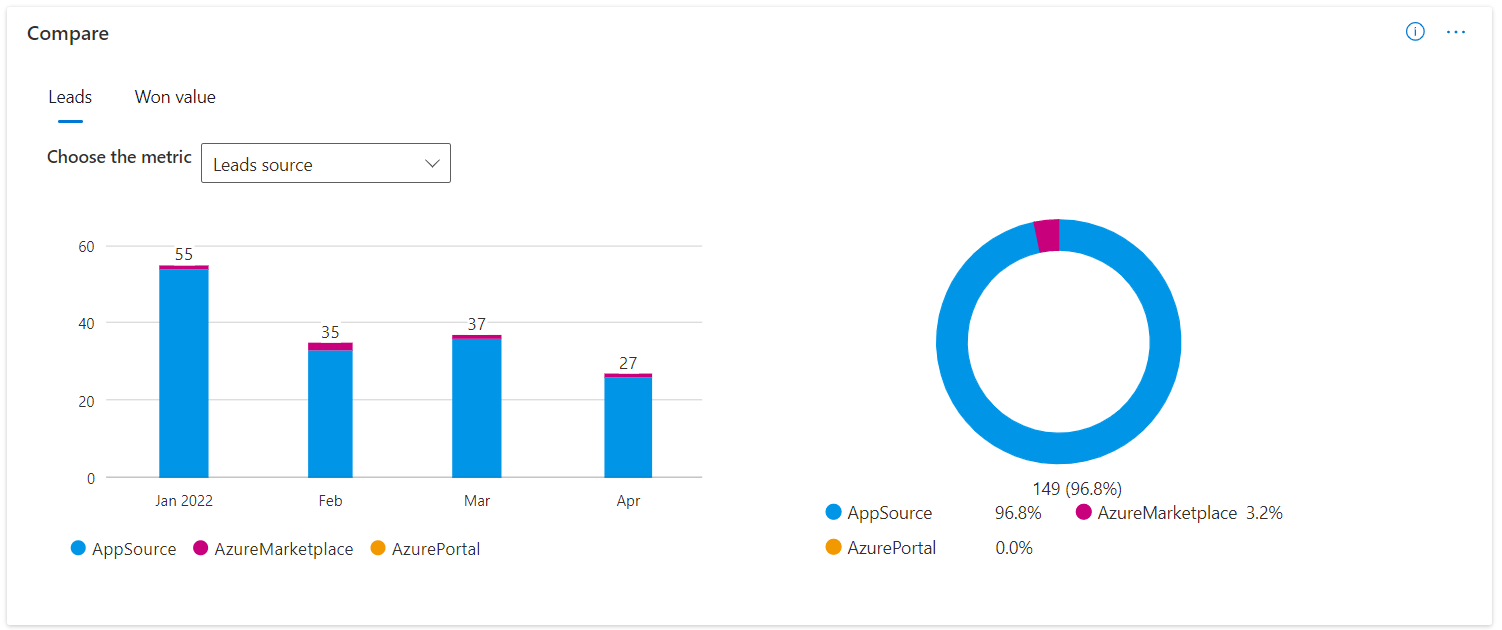 Compare
Leads Won value
Choose the metric Leads source
60
40
20
0
55
35
37
27
Jan 2022 Feb Mar Apr
AppSource AzureMarketplace AzurePortal
149 (96.8%)
AppSource 96.8% AzureMarketplace 3.2%
AzurePortal 0.0%